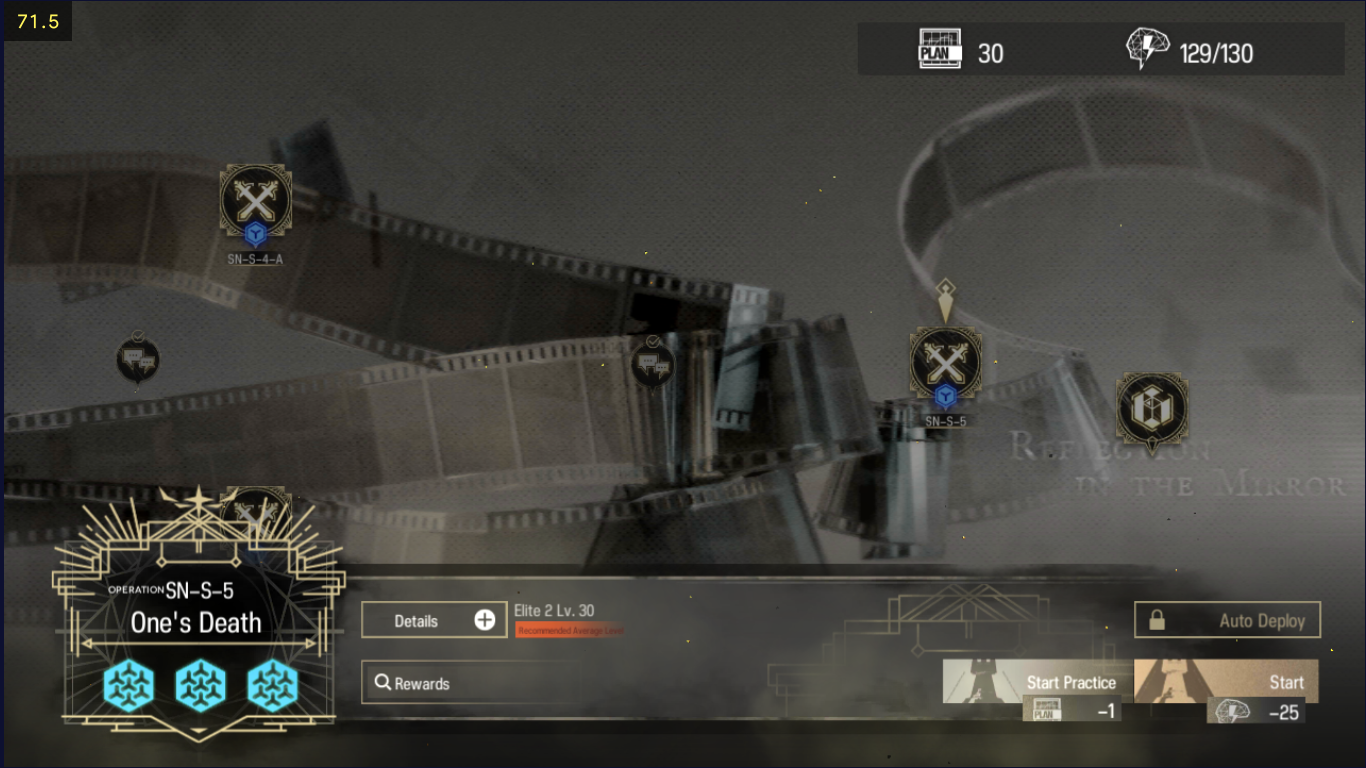 71.5
PLAN 30 129/130
SN-S-4-A
SN-S-5
REFLECTION
IN THE MIRROR
OPERATION SN-S-5
One's Death
Details
Elite 2 Lv. 30
Recommended Average Level
Rewards
Auto Deploy
Start Practice
PLAN -1
Start
-25